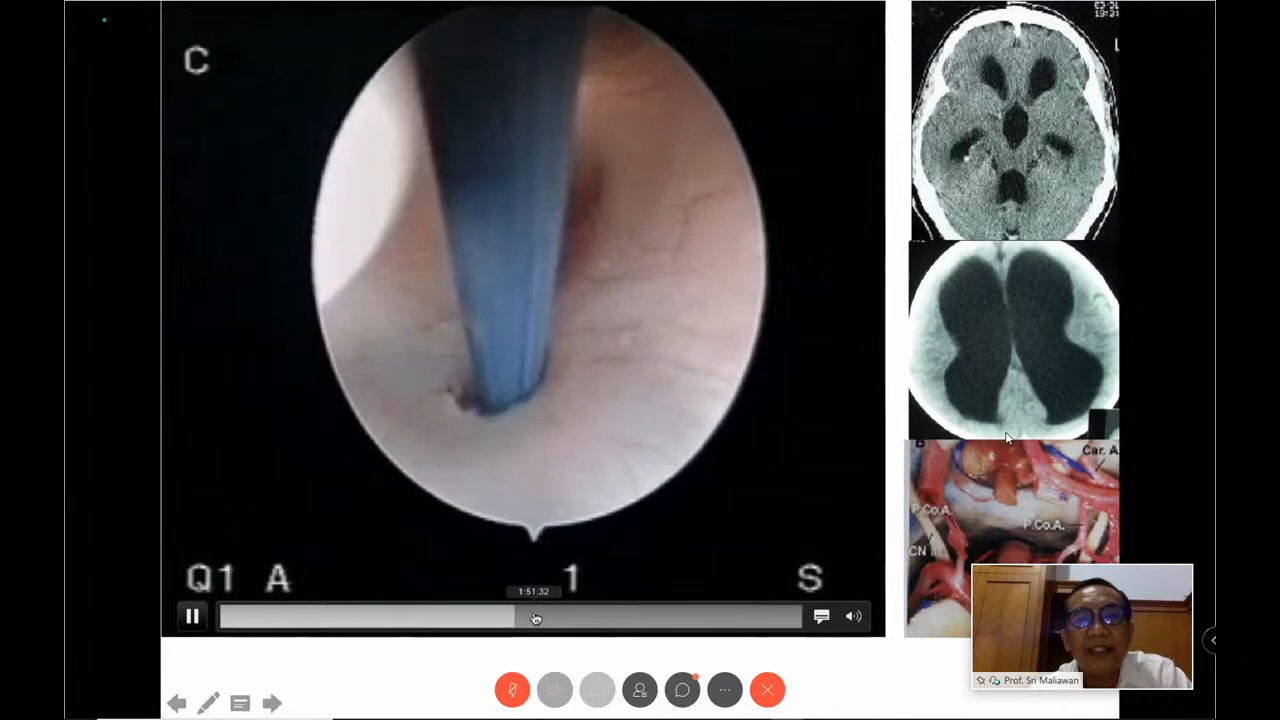 C
L
Car. A.
P.Co.A.
P.Co.A.
CN III
Q1 A 1 S
1:51,32
Prof. Sri Maliawan